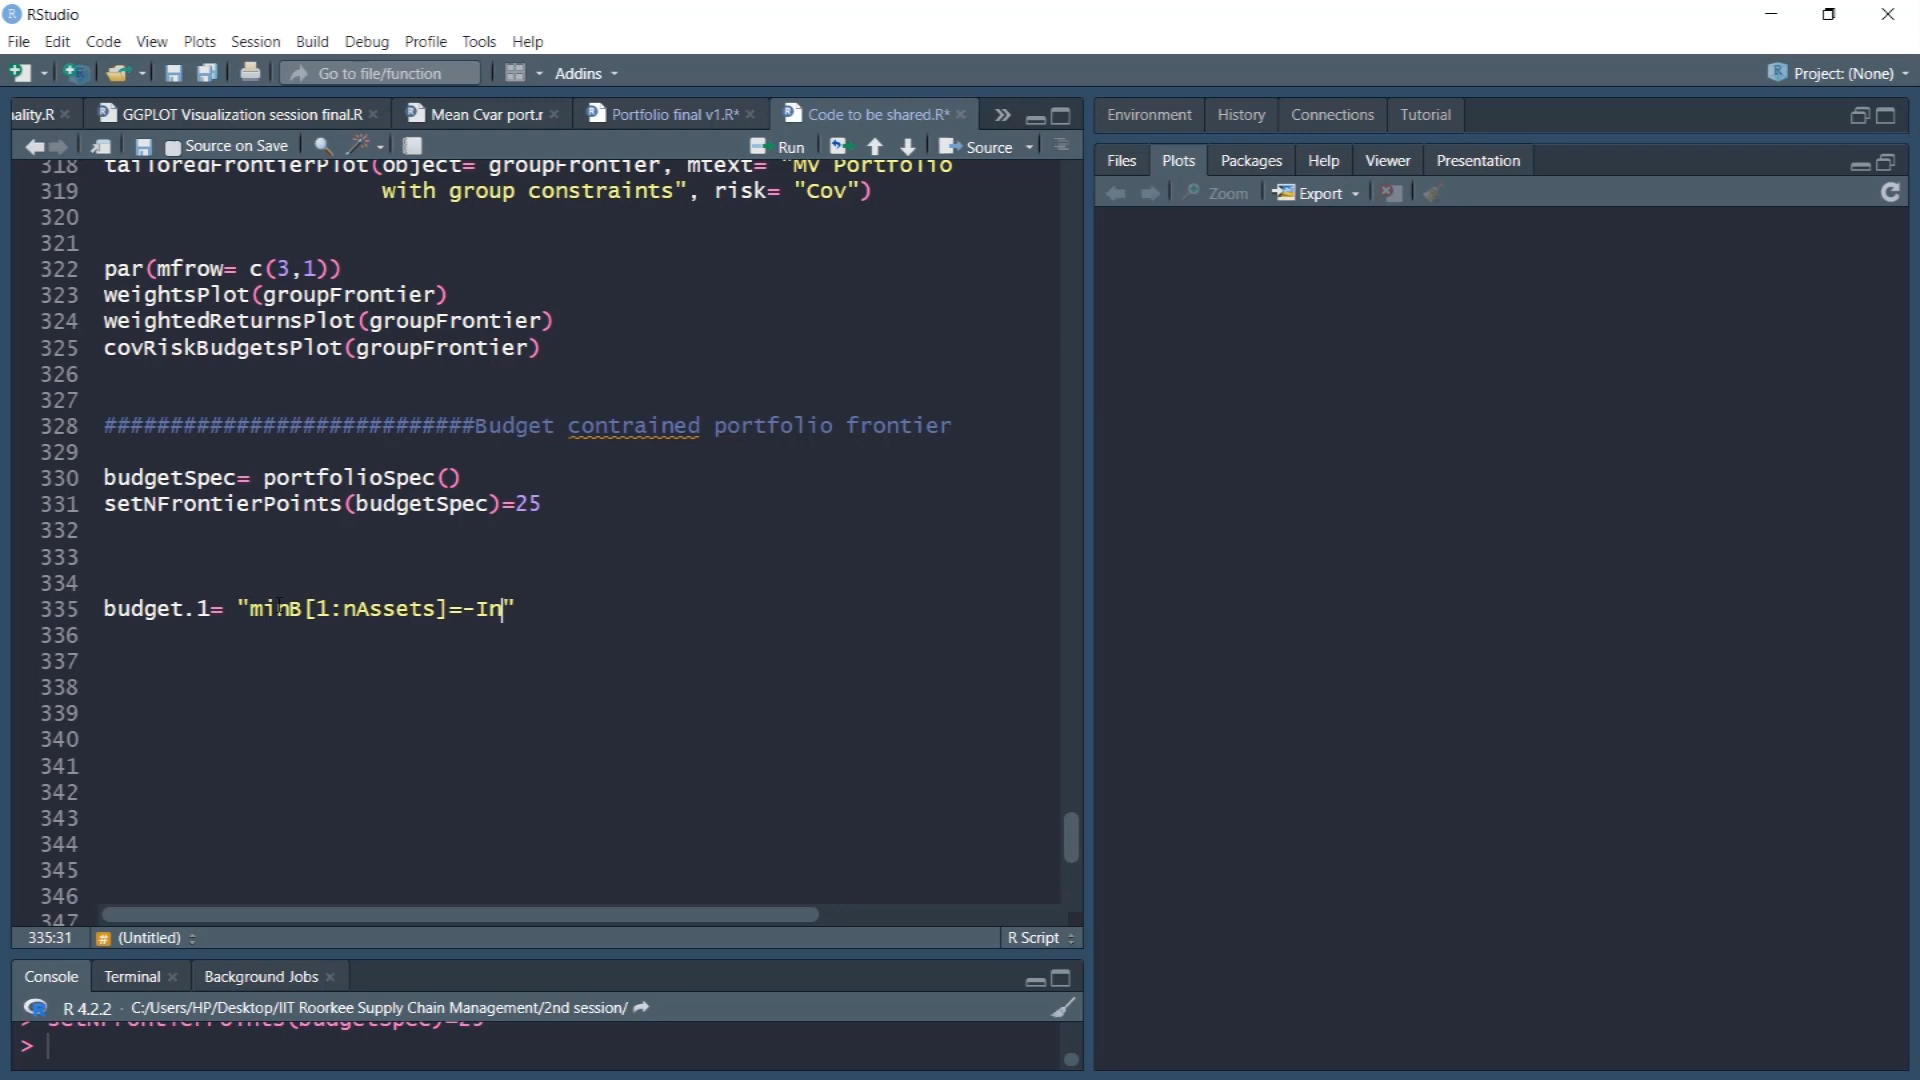 RStudio
File Edit Code View Plots Session Build Debug Profile Tools Help
Go to file/function Addins Project: (None)
ality.R GGPLOT Visualization session final.R Mean Cvar port.r Portfolio final v1.R* Code to be shared.R*
Source on Save Run Source
318 tailoredFrontierPlot(object= groupFrontier, mtext= "MV Portfolio
319 with group constraints", risk= "Cov")
320
321
322 par(mfrow= c(3,1))
323 weightsPlot(groupFrontier)
324 weightedReturnsPlot(groupFrontier)
325 covRiskBudgetsPlot(groupFrontier)
326
327
328 ############################Budget contrained portfolio frontier
329
330 budgetSpec= portfolioSpec()
331 setNFrontierPoints(budgetSpec)=25
332
333
334
335 budget.1= "minB[1:nAssets]=-In"
336
337
338
339
340
341
342
343
344
345
346
347
335:31 # (Untitled) R Script
Console Terminal Background Jobs
R 4.2.2 · C:/Users/HP/Desktop/IIT Roorkee Supply Chain Management/2nd session/
> setNFrontierPoints(budgetSpec)=25
>
Environment History Connections Tutorial
Files Plots Packages Help Viewer Presentation
Zoom Export